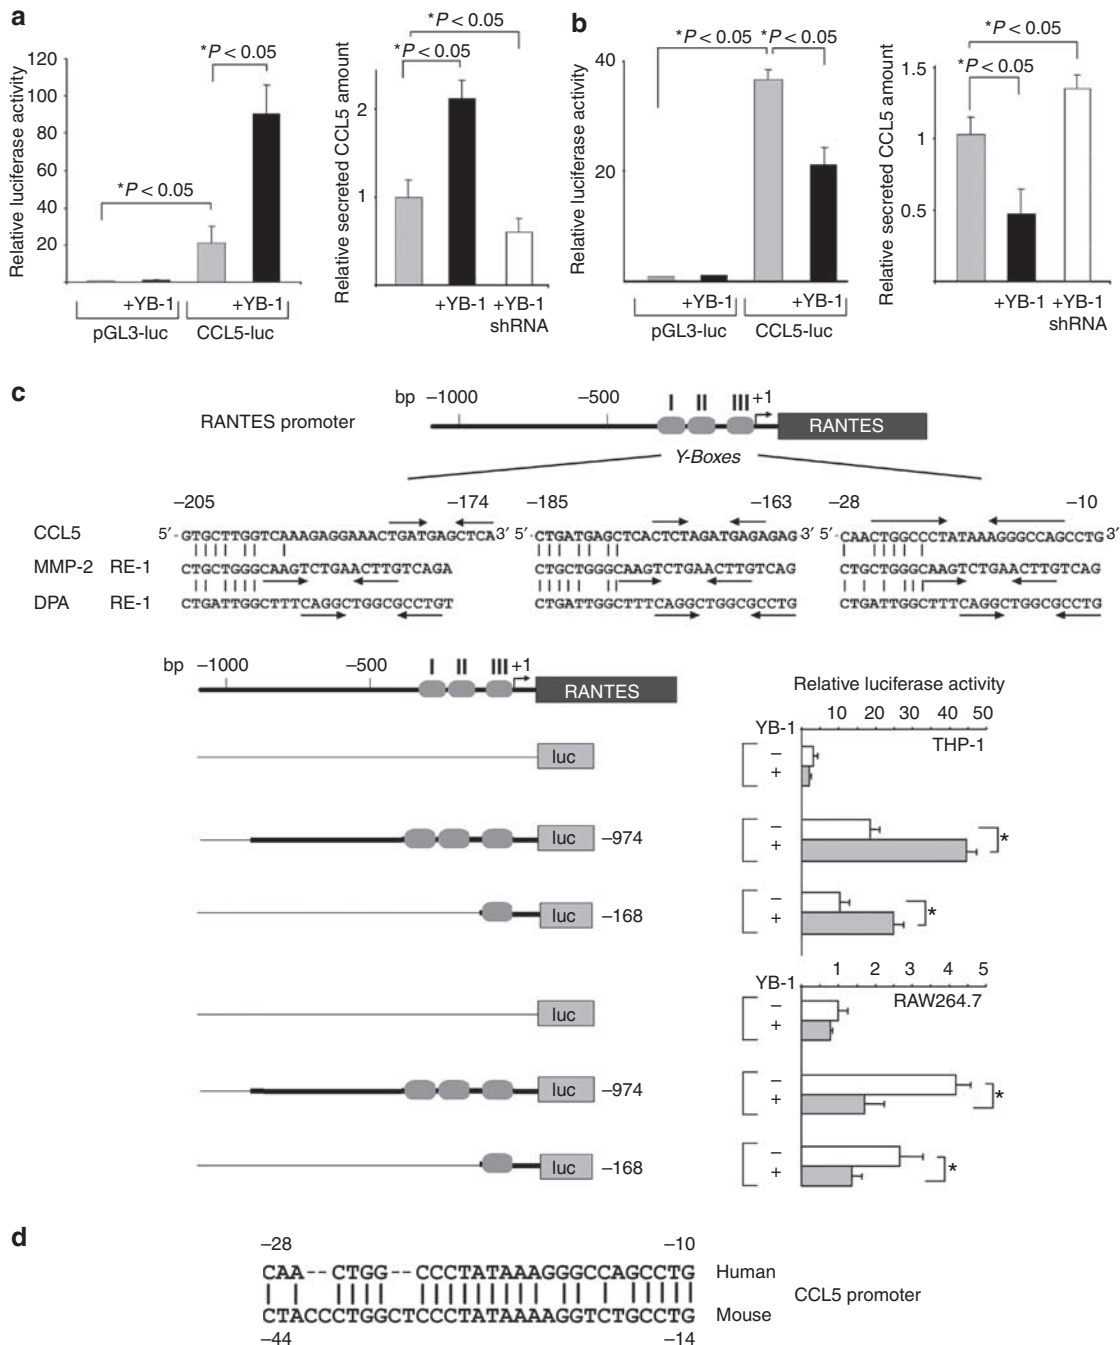 a
Relative luciferase activity
120
100
80
60
40
20
*P < 0.05
*P < 0.05
+YB-1
+YB-1
pGL3-luc
CCL5-luc
Relative secreted CCL5 amount
2
1
*P < 0.05
*P < 0.05
+YB-1
+YB-1
shRNA
b
Relative luciferase activity
40
20
*P < 0.05
*P < 0.05
+YB-1
+YB-1
pGL3-luc
CCL5-luc
Relative secreted CCL5 amount
1.5
1
0.5
*P < 0.05
*P < 0.05
+YB-1
+YB-1
shRNA
c
bp −1000 −500 I II III +1
RANTES promoter
RANTES
Y-Boxes
−205 −174 −185 −163 −28 −10
CCL5 5′-GTGCTTGGTCAAAGAGGAAACTGATGAGCTCA3′ 5′-CTGATGAGCTCACTCTAGATGAGAGAG3′ 5′-CAACTGGCCCTATAAAGGGCCAGCCTG3′
MMP-2 RE-1 CTGCTGGGCAAGTCTGAACTTGTCAGA CTGCTGGGCAAGTCTGAACTTGTCAG CTGCTGGGCAAGTCTGAACTTGTCAG
DPA RE-1 CTGATTGGCTTTCAGGCTGGCGCCTGT CTGATTGGCTTTCAGGCTGGCGCCTG CTGATTGGCTTTCAGGCTGGCGCCTG
bp −1000 −500 I II III +1
RANTES
Relative luciferase activity
YB-1 10 20 30 40 50
THP-1
luc
−
+
luc −974
−
+
*
luc −168
−
+
*
YB-1 1 2 3 4 5
RAW264.7
luc
−
+
luc −974
−
+
*
luc −168
−
+
*
d
−28 −10
CAA--CTGG--CCCTATAAAGGGCCAGCCTG Human
CCL5 promoter
CTACCCTGGCTCCCTATAAAAGGTCTGCCTG Mouse
−44 −14